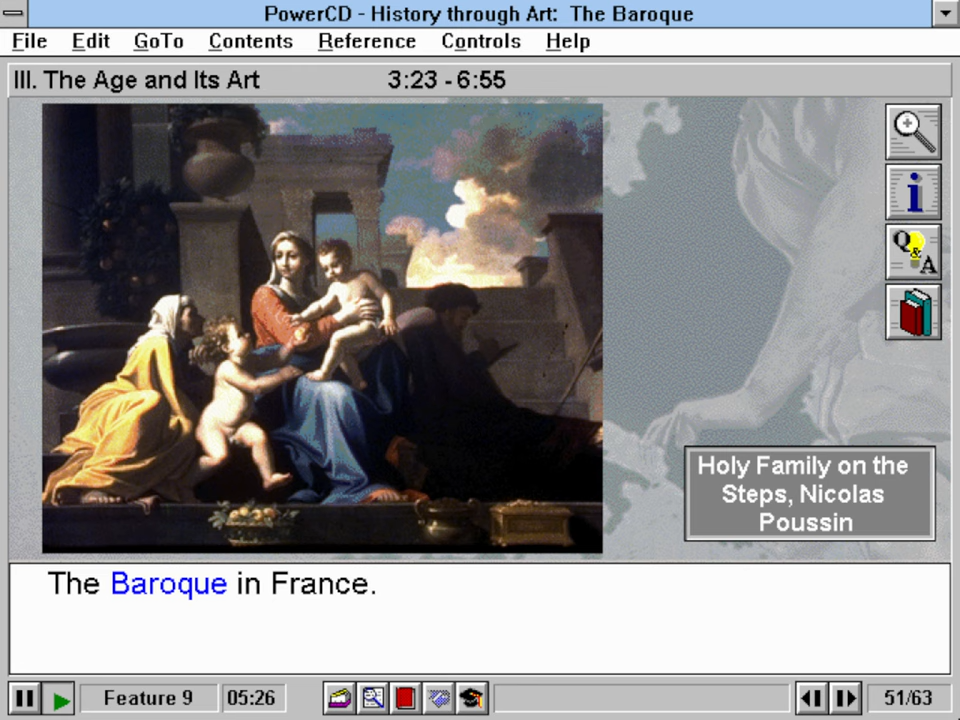 PowerCD - History through Art: The Baroque
File Edit GoTo Contents Reference Controls Help
III. The Age and Its Art 3:23 - 6:55
i
Q
&
A
Holy Family on the
Steps, Nicolas
Poussin
The Baroque in France.
Feature 9 05:26 51/63